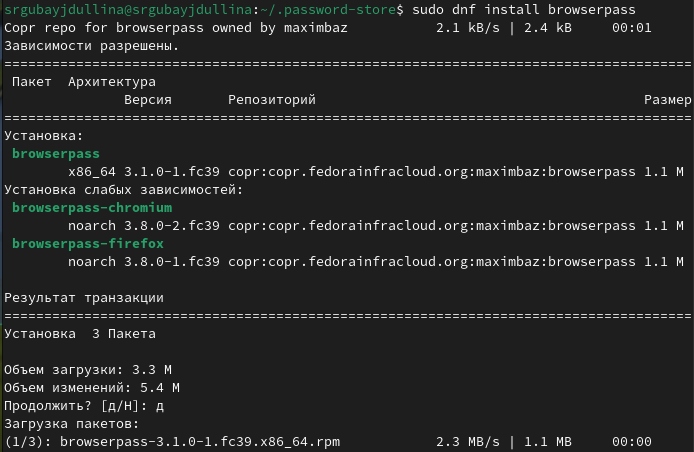 srgubayjdullina@srgubayjdullina:~/.password-store$ sudo dnf install browserpass
Copr repo for browserpass owned by maximbaz           2.1 kB/s | 2.4 kB     00:01
Зависимости разрешены.
======================================================================================
 Пакет  Архитектура
               Версия       Репозиторий                                         Размер
======================================================================================
Установка:
 browserpass
        x86_64 3.1.0-1.fc39 copr:copr.fedorainfracloud.org:maximbaz:browserpass 1.1 M
Установка слабых зависимостей:
 browserpass-chromium
        noarch 3.8.0-2.fc39 copr:copr.fedorainfracloud.org:maximbaz:browserpass 1.1 M
 browserpass-firefox
        noarch 3.8.0-1.fc39 copr:copr.fedorainfracloud.org:maximbaz:browserpass 1.1 M

Результат транзакции
======================================================================================
Установка  3 Пакета

Объем загрузки: 3.3 M
Объем изменений: 5.4 M
Продолжить? [д/Н]: д
Загрузка пакетов:
(1/3): browserpass-3.1.0-1.fc39.x86_64.rpm            2.3 MB/s | 1.1 MB     00:00